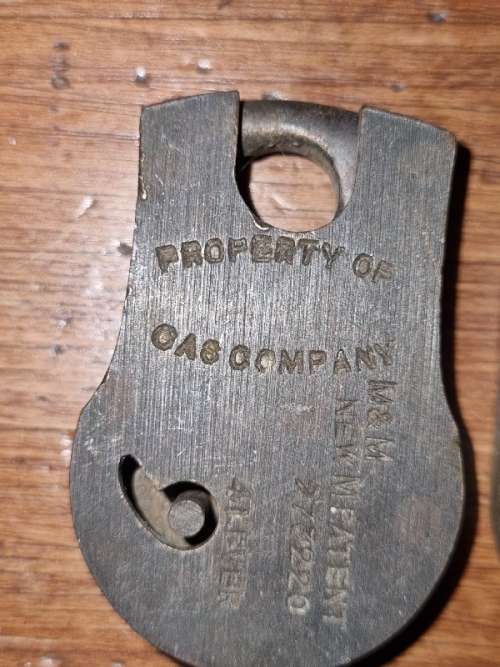 PROPERTY OF
GAS COMPANY
M&M
NEW M.PATENT
4 LEVER